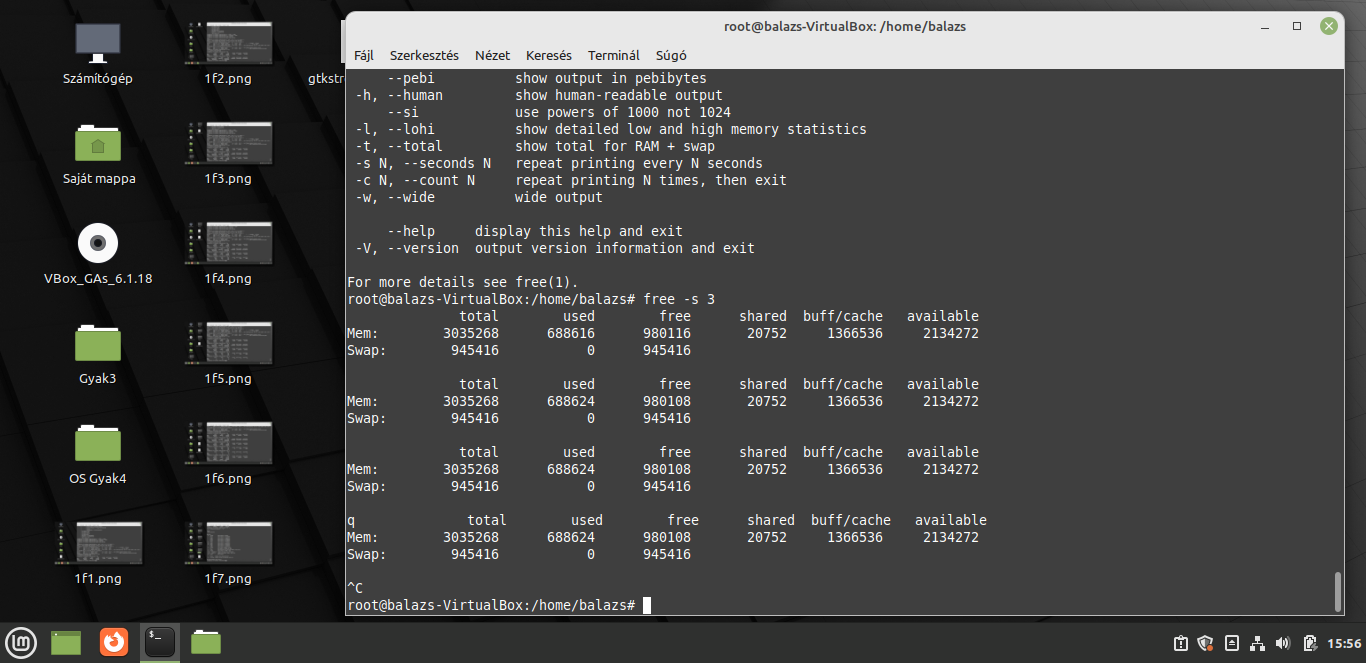 Számítógép
1f2.png
gtkstr
Saját mappa
1f3.png
VBox_GAs_6.1.18
1f4.png
Gyak3
1f5.png
OS Gyak4
1f6.png
1f1.png
1f7.png
root@balazs-VirtualBox: /home/balazs
Fájl Szerkesztés Nézet Keresés Terminál Súgó
--pebi show output in pebibytes
-h, --human show human-readable output
--si use powers of 1000 not 1024
-l, --lohi show detailed low and high memory statistics
-t, --total show total for RAM + swap
-s N, --seconds N repeat printing every N seconds
-c N, --count N repeat printing N times, then exit
-w, --wide wide output
--help display this help and exit
-V, --version output version information and exit
For more details see free(1).
root@balazs-VirtualBox:/home/balazs# free -s 3
total used free shared buff/cache available
Mem: 3035268 688616 980116 20752 1366536 2134272
Swap: 945416 0 945416
total used free shared buff/cache available
Mem: 3035268 688624 980108 20752 1366536 2134272
Swap: 945416 0 945416
total used free shared buff/cache available
Mem: 3035268 688624 980108 20752 1366536 2134272
Swap: 945416 0 945416
q total used free shared buff/cache available
Mem: 3035268 688624 980108 20752 1366536 2134272
Swap: 945416 0 945416
^C
root@balazs-VirtualBox:/home/balazs#
$_
15:56